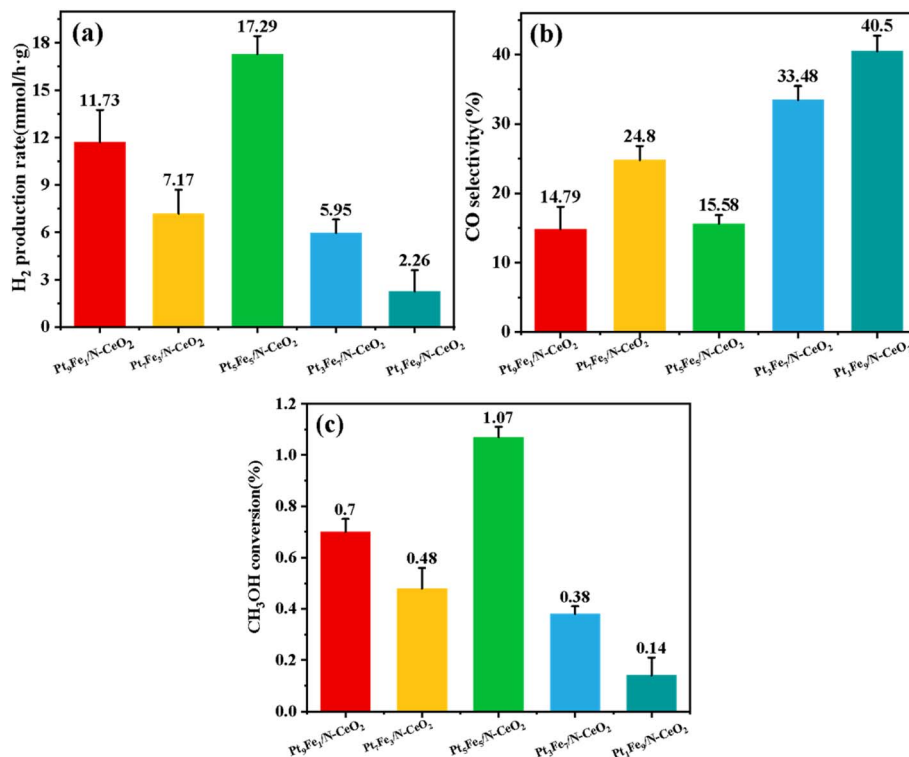 (a)
H₂ production rate(mmol/h·g)
18
15
12
9
6
3
0
11.73
7.17
17.29
5.95
2.26
Pt₉Fe₁/N-CeO₂
Pt₇Fe₃/N-CeO₂
Pt₅Fe₅/N-CeO₂
Pt₃Fe₇/N-CeO₂
Pt₁Fe₉/N-CeO₂
(b)
CO selectivity(%)
40
30
20
10
0
14.79
24.8
15.58
33.48
40.5
Pt₉Fe₁/N-CeO₂
Pt₇Fe₃/N-CeO₂
Pt₅Fe₅/N-CeO₂
Pt₃Fe₇/N-CeO₂
Pt₁Fe₉/N-CeO
(c)
CH₃OH conversion(%)
1.2
1.0
0.8
0.6
0.4
0.2
0.0
0.7
0.48
1.07
0.38
0.14
Pt₉Fe₁/N-CeO₂
Pt₇Fe₃/N-CeO₂
Pt₅Fe₅/N-CeO₂
Pt₃Fe₇/N-CeO₂
Pt₁Fe₉/N-CeO₂